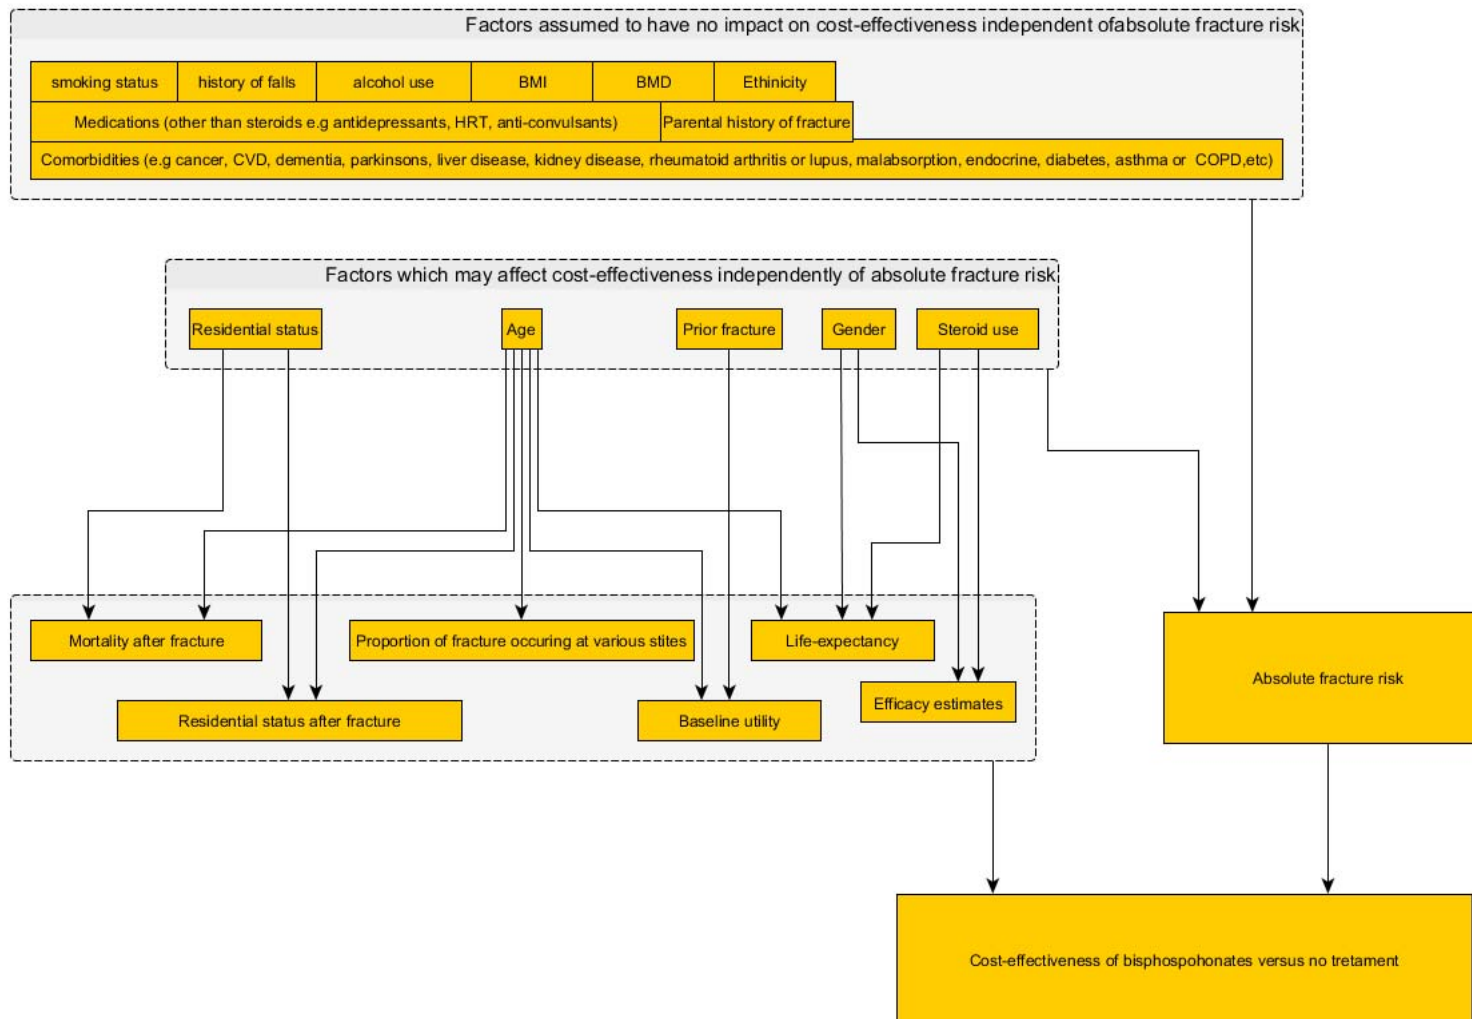 Factors assumed to have no impact on cost-effectiveness independent ofabsolute fracture risk
smoking status
history of falls
alcohol use
BMI
BMD
Ethinicity
Medications (other than steroids e.g antidepressants, HRT, anti-convulsants)
Parental history of fracture
Comorbidities (e.g cancer, CVD, dementia, parkinsons, liver disease, kidney disease, rheumatoid arthritis or lupus, malabsorption, endocrine, diabetes, asthma or COPD,etc)
Factors which may affect cost-effectiveness independently of absolute fracture risk
Residential status
Age
Prior fracture
Gender
Steroid use
Mortality after fracture
Proportion of fracture occuring at various stites
Life-expectancy
Residential status after fracture
Baseline utility
Efficacy estimates
Absolute fracture risk
Cost-effectiveness of bisphospohonates versus no tretament